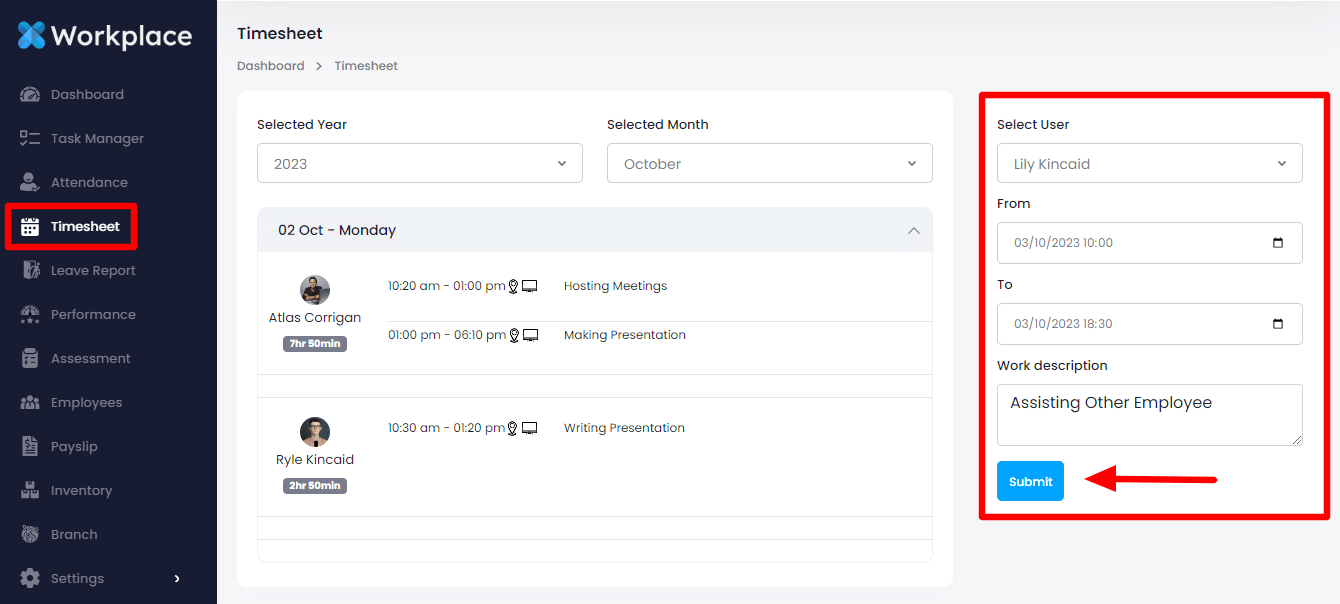 Workplace
Dashboard
Task Manager
Attendance
Timesheet
Leave Report
Performance
Assessment
Employees
Payslip
Inventory
Branch
Settings
Timesheet
Dashboard > Timesheet
Selected Year
2023
Selected Month
October
02 Oct - Monday
Atlas Corrigan
7hr 50min
10:20 am - 01:00 pm Hosting Meetings
01:00 pm - 06:10 pm Making Presentation
Ryle Kincaid
2hr 50min
10:30 am - 01:20 pm Writing Presentation
Select User
Lily Kincaid
From
03/10/2023 10:00
To
03/10/2023 18:30
Work description
Assisting Other Employee
Submit